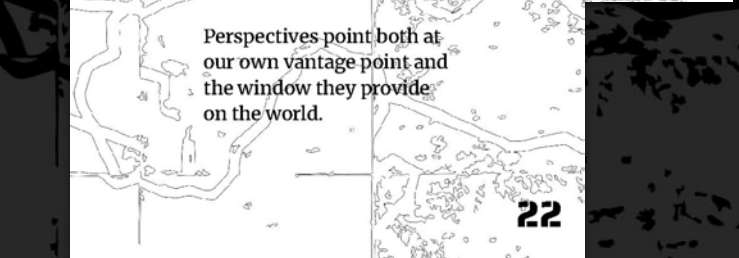 Perspectives point both at
our own vantage point and
the window they provide
on the world.
22